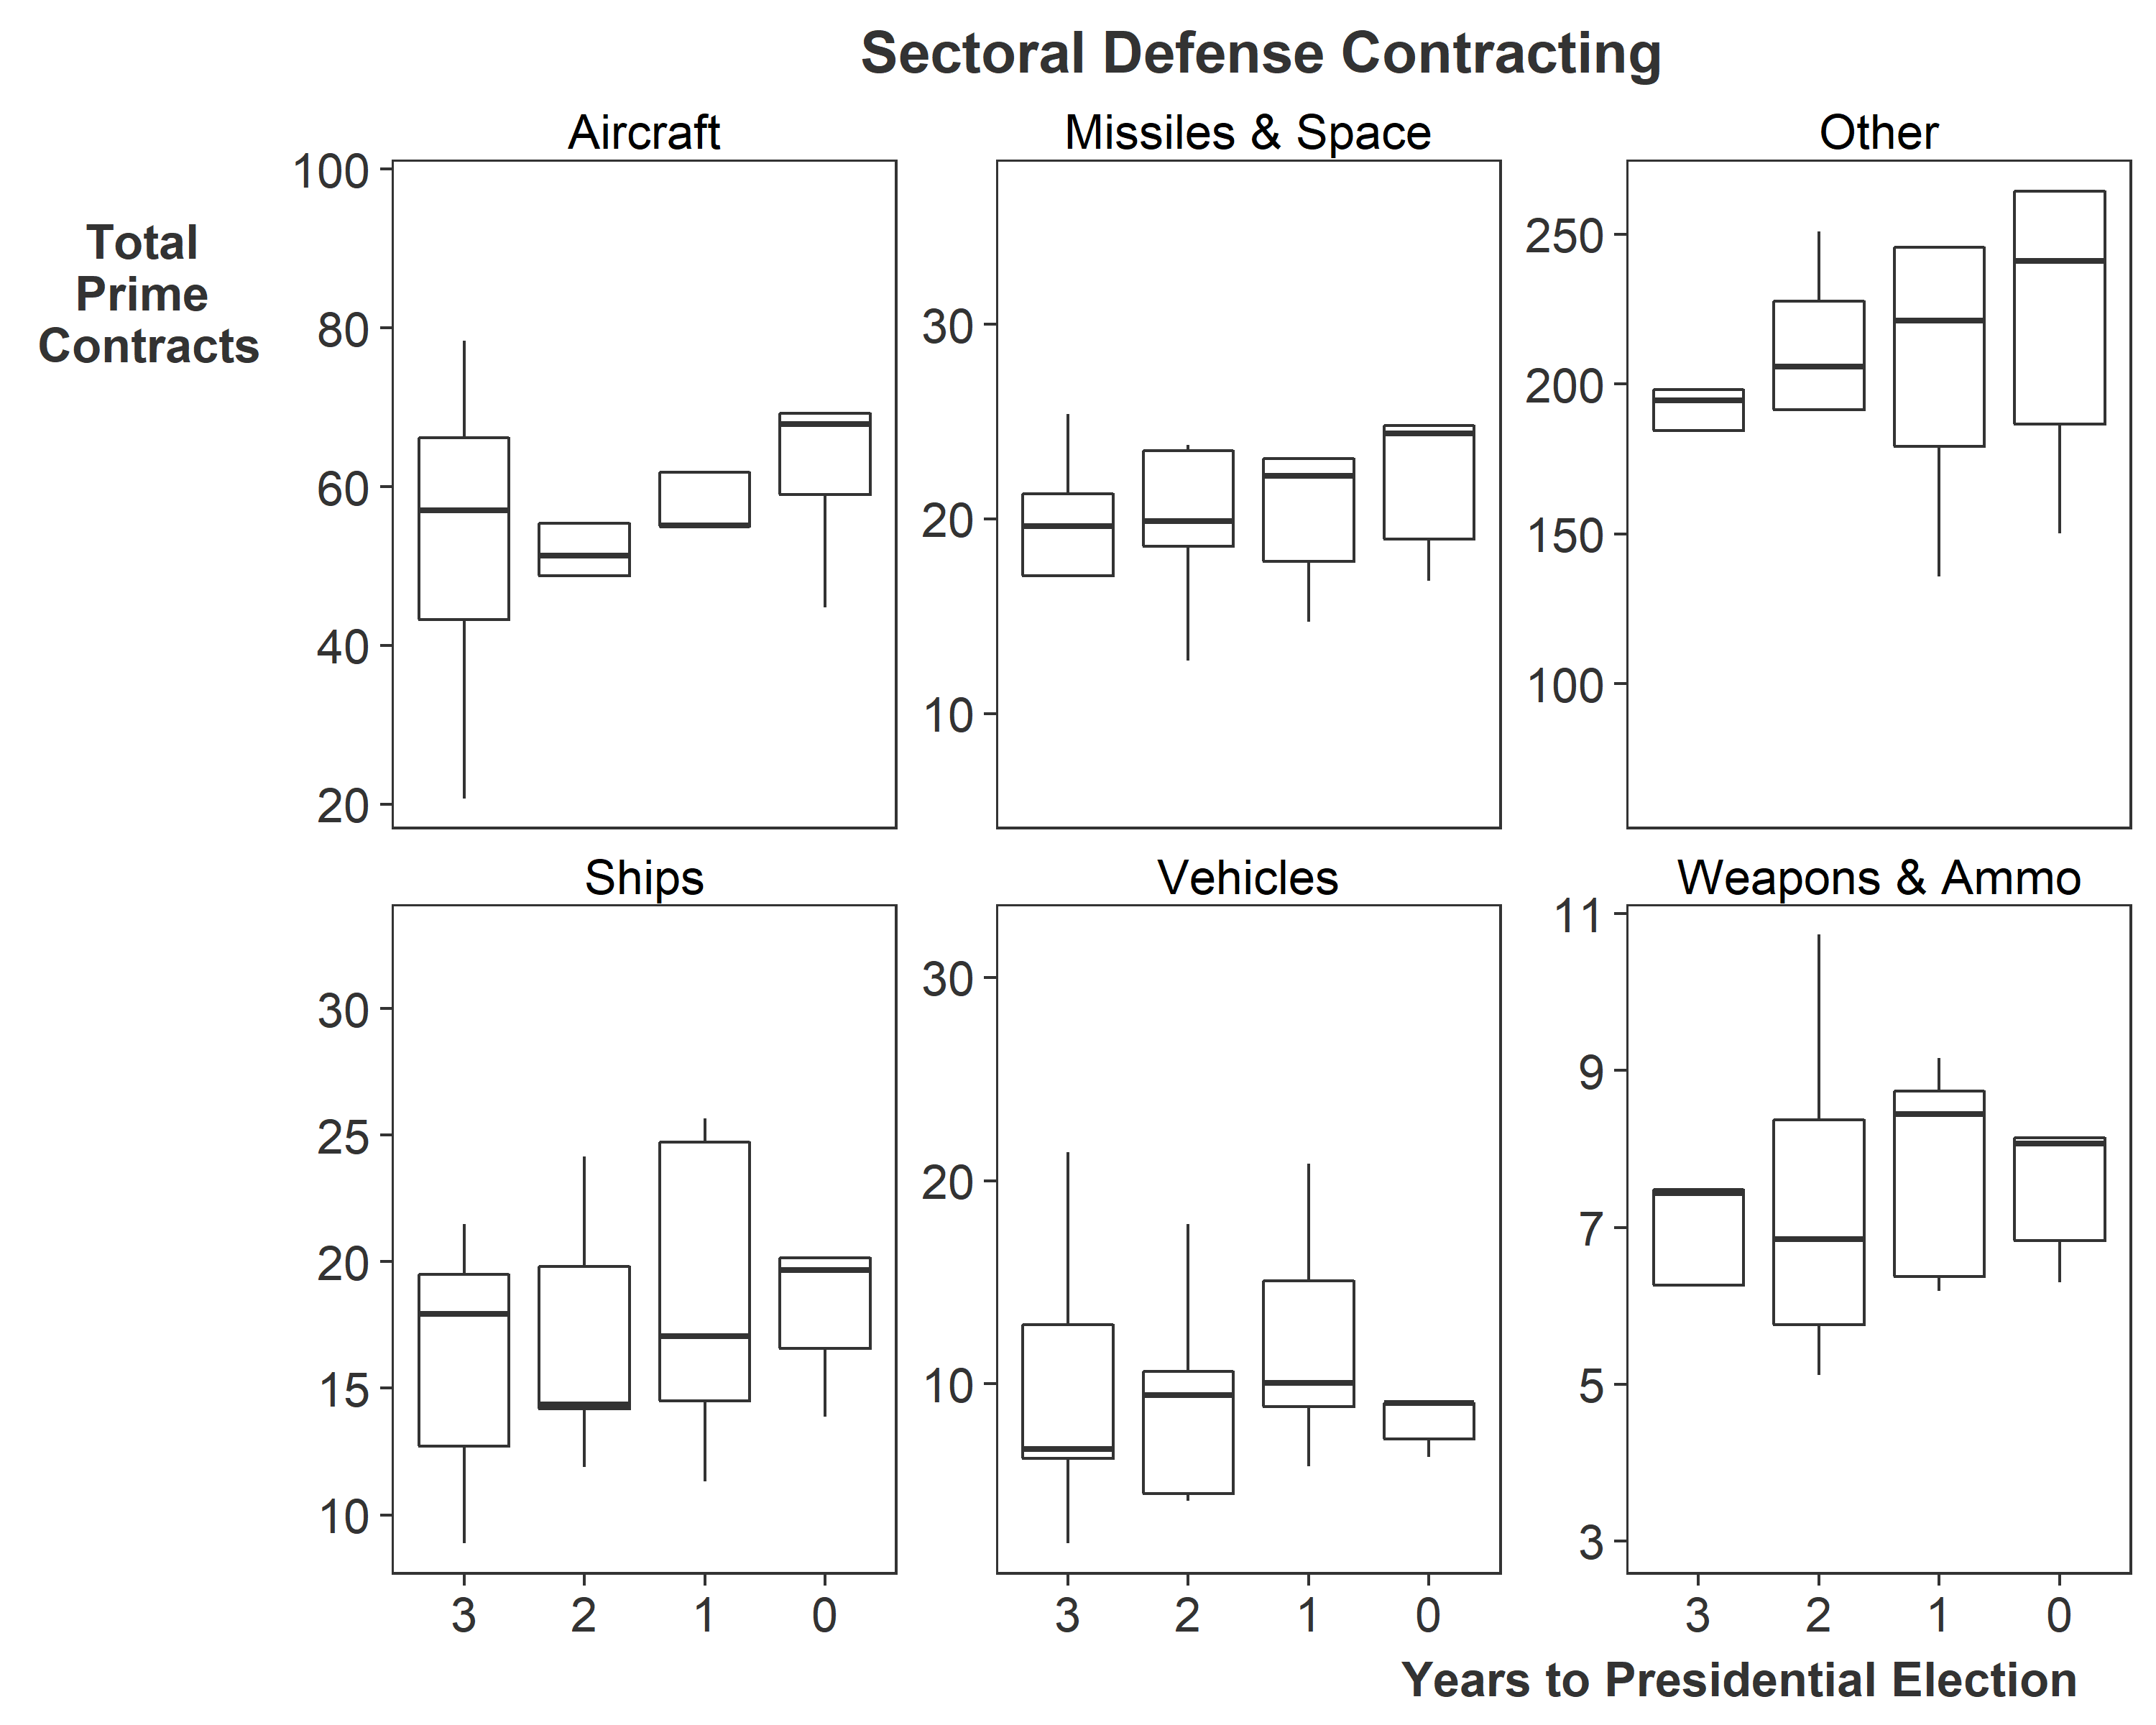 Sectoral Defense Contracting
Total
Prime
Contracts
Aircraft
100
80
60
40
20
Missiles & Space
30
20
10
Other
250
200
150
100
Ships
30
25
20
15
10
3 2 1 0
Vehicles
30
20
10
3 2 1 0
Weapons & Ammo
11
9
7
5
3
3 2 1 0
Years to Presidential Election